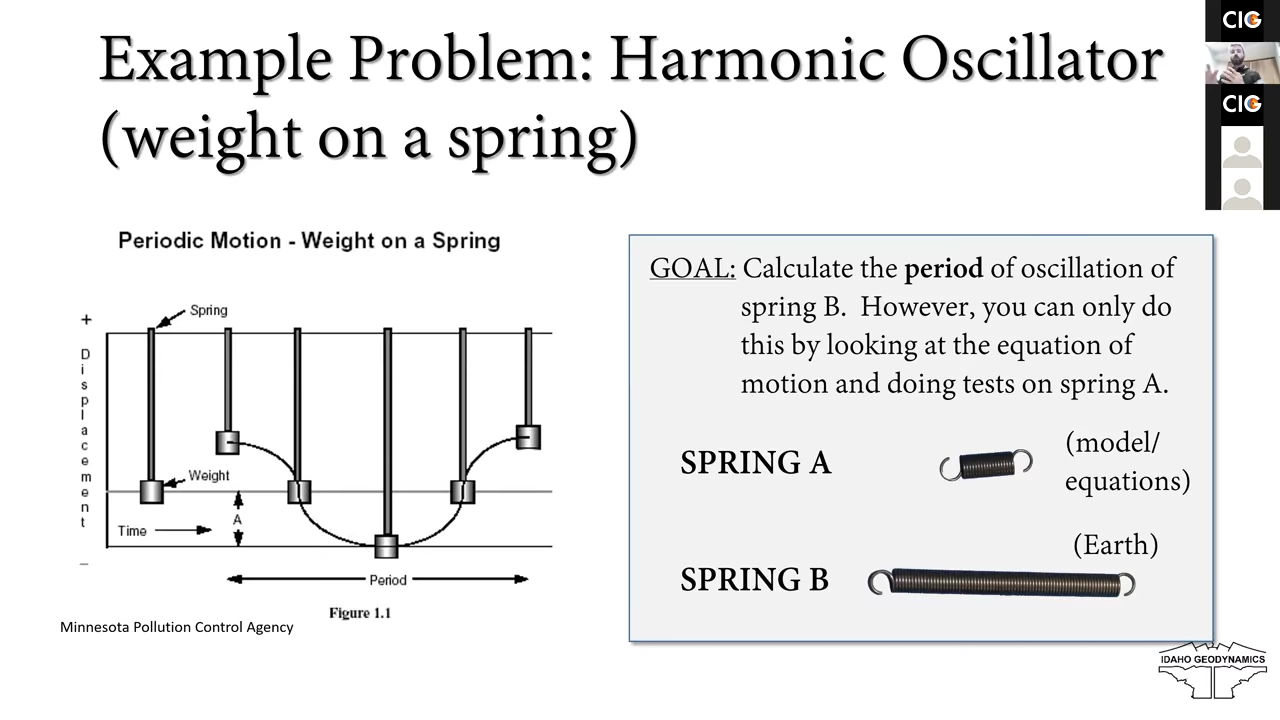 Example Problem: Harmonic Oscillator
(weight on a spring)
CIG
CIG
Periodic Motion - Weight on a Spring
Spring
+
Displacement
Weight
A
Time
–
Period
Figure 1.1
Minnesota Pollution Control Agency
GOAL: Calculate the period of oscillation of
spring B. However, you can only do
this by looking at the equation of
motion and doing tests on spring A.
SPRING A
(model/
equations)
(Earth)
SPRING B
IDAHO GEODYNAMICS